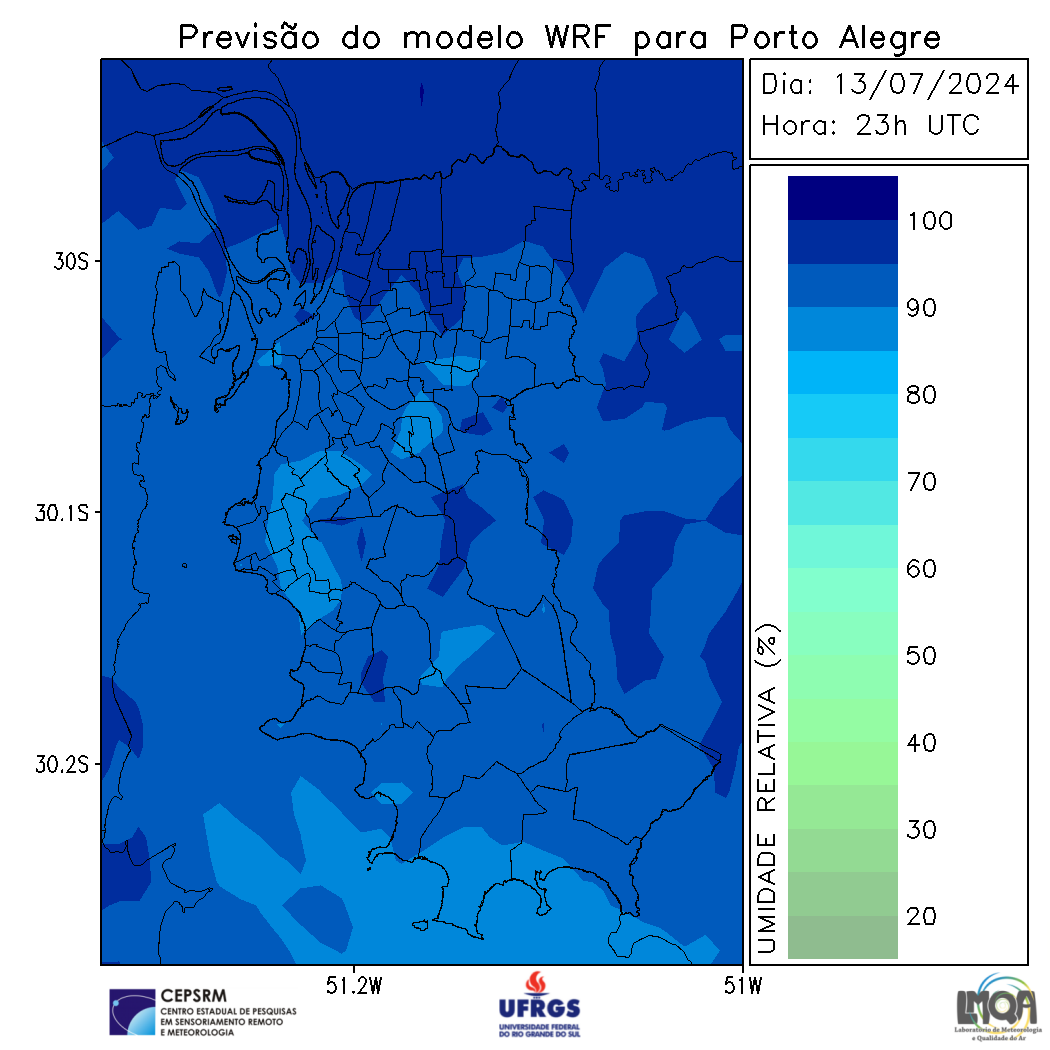 Previsão do modelo WRF para Porto Alegre
Dia: 13/07/2024
Hora: 23h UTC
30S
30.1S
30.2S
51.2W
51W
UMIDADE RELATIVA (%)
100
90
80
70
60
50
40
30
20
CEPSRM
CENTRO ESTADUAL DE PESQUISAS
EM SENSORIAMENTO REMOTO
E METEOROLOGIA
UFRGS
UNIVERSIDADE FEDERAL
DO RIO GRANDE DO SUL
LMQA
Laboratório de Meteorologia
e Qualidade do Ar